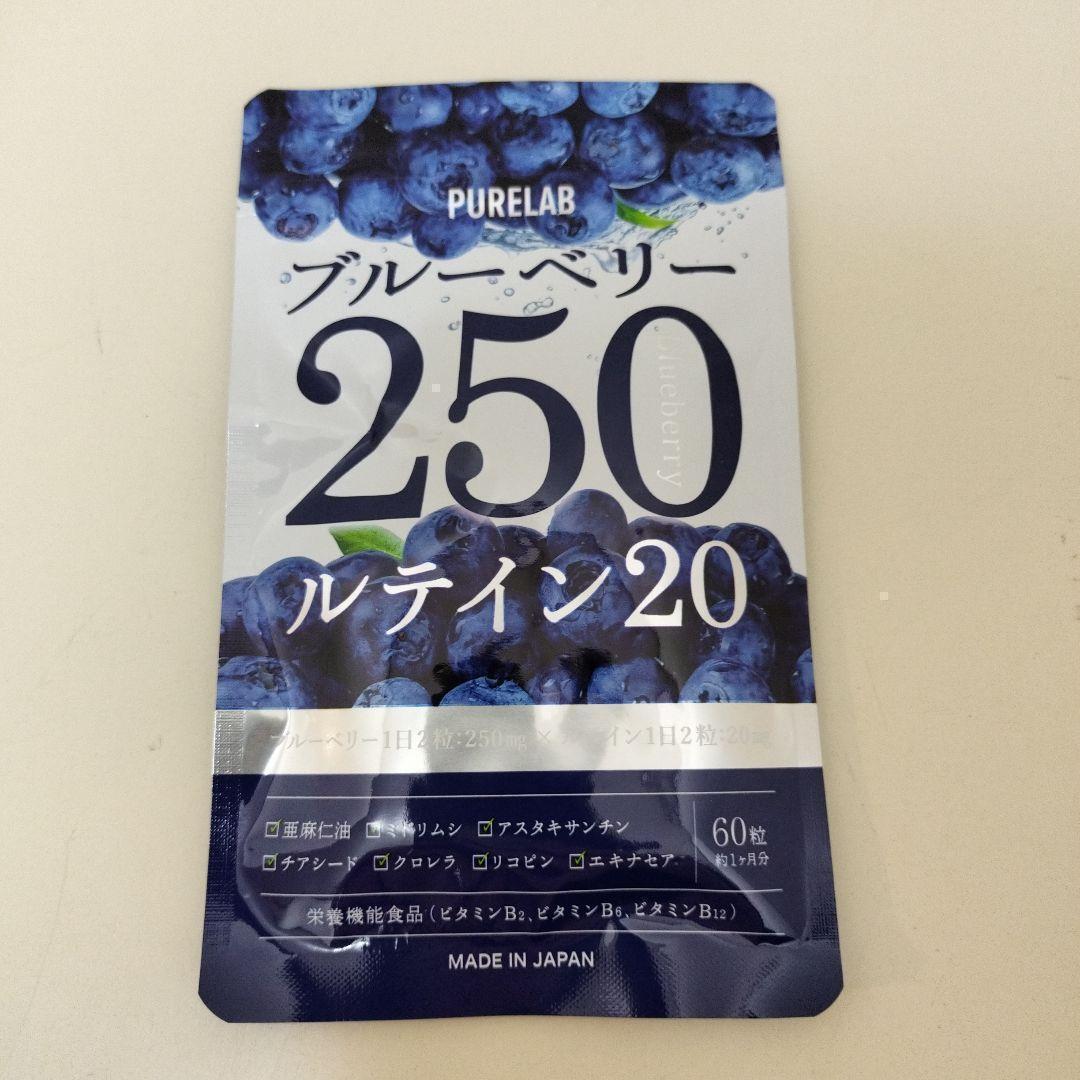 PURELAB
ブルーベリー
250
blueberry
ルテイン20
ブルーベリー1日2粒:250mg × ルテイン1日2粒:20mg
亜麻仁油 ミドリムシ アスタキサンチン
チアシード クロレラ リコピン エキナセア
60粒
約1ヶ月分
栄養機能食品(ビタミンB2、ビタミンB6、ビタミンB12)
MADE IN JAPAN